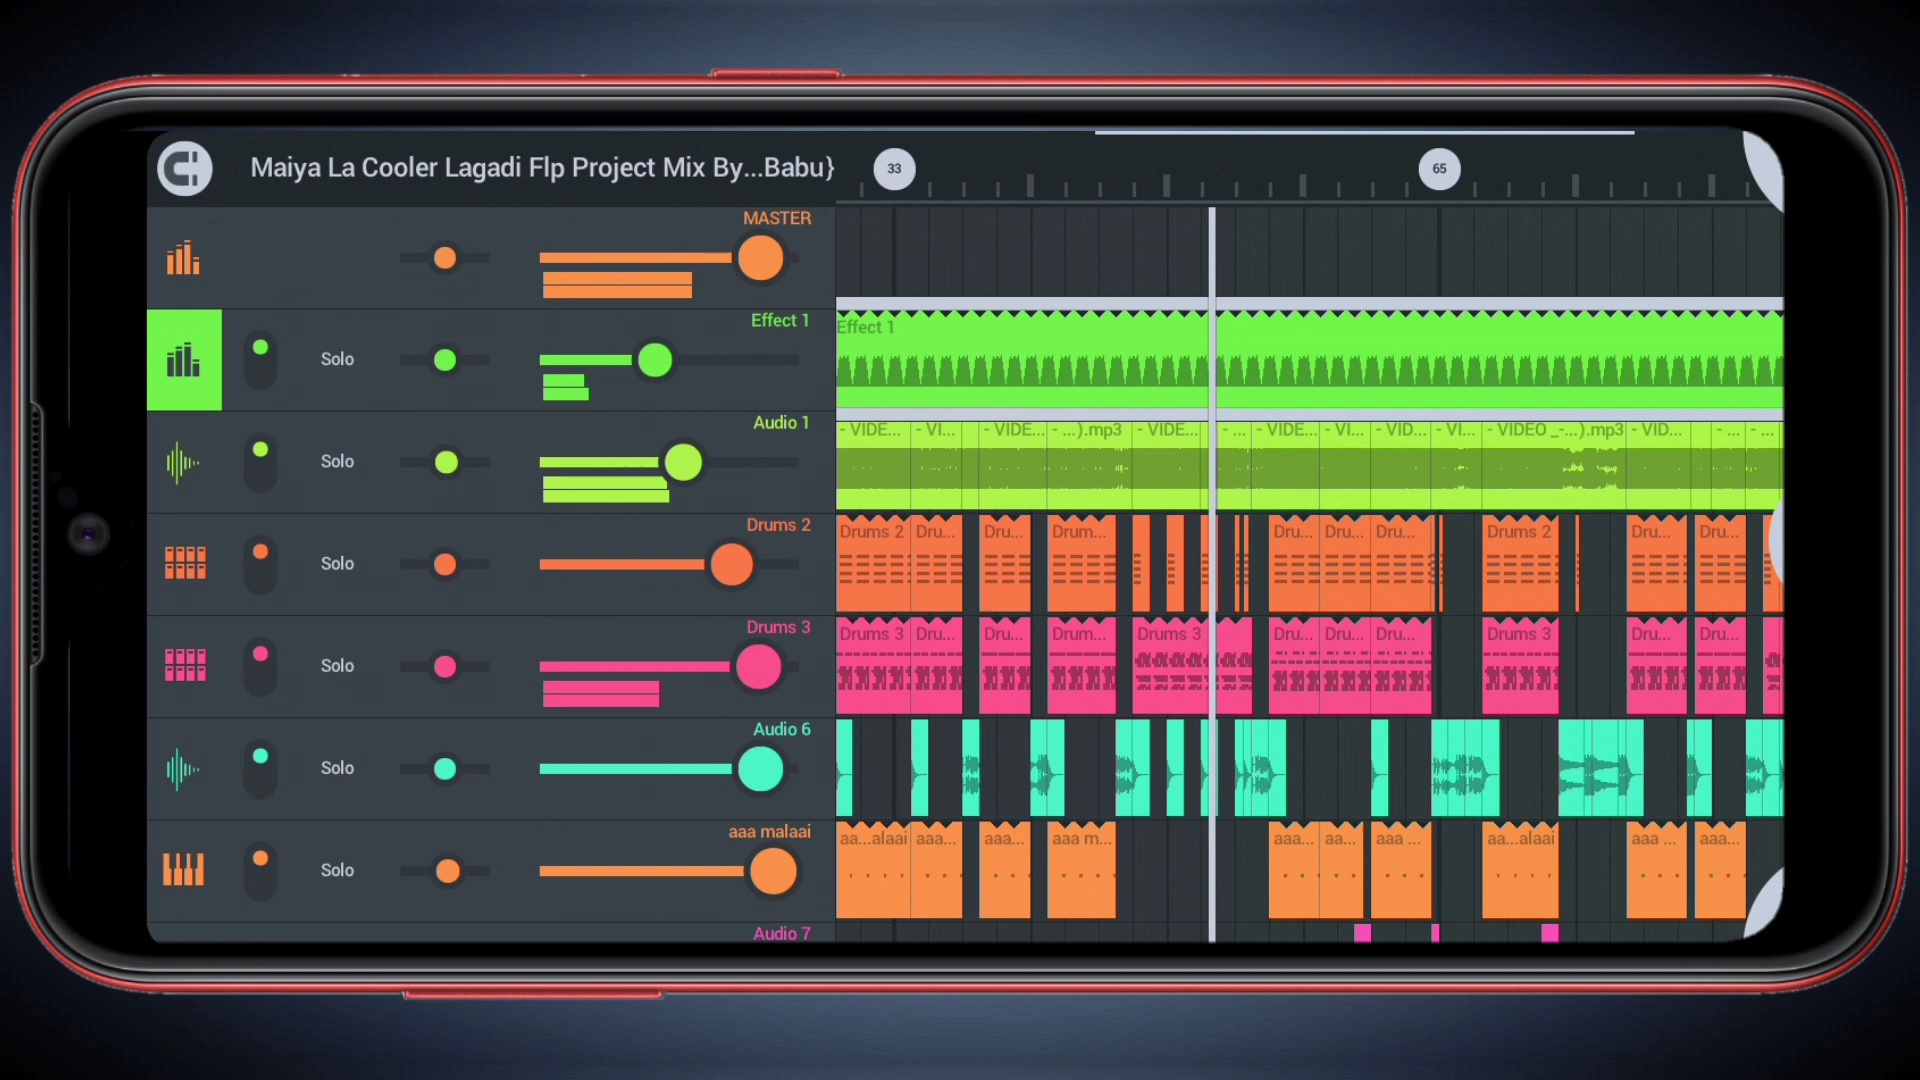 Maiya La Cooler Lagadi Flp Project Mix By...Babu}
33
65
MASTER
Effect 1
Solo
Effect 1
Audio 1
Solo
- VIDE... - VI... - VIDE... - ...).mp3 - VIDE... - ... - VIDE... - VI... - VID... - VI... - VIDEO _-...).mp3 - VID... - ... - ...
Drums 2
Solo
Drums 2 Dru... Dru... Drum... Dru... Dru... Dru... Drums 2 Dru... Dru...
Drums 3
Solo
Drums 3 Dru... Dru... Drum... Drums 3 Dru... Dru... Dru... Drums 3 Dru... Dru...
Audio 6
Solo
aaa malaai
Solo
aa...alaai aaa... aaa... aaa m... aaa... aa... aaa ... aa...alaai aaa ... aaa...
Audio 7